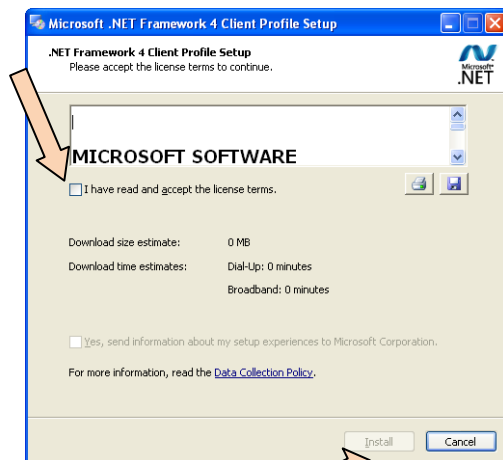 Microsoft .NET Framework 4 Client Profile Setup
.NET Framework 4 Client Profile Setup
Please accept the license terms to continue.
Microsoft
.NET
MICROSOFT SOFTWARE
I have read and accept the license terms.
Download size estimate: 0 MB
Download time estimates: Dial-Up: 0 minutes
Broadband: 0 minutes
Yes, send information about my setup experiences to Microsoft Corporation.
For more information, read the Data Collection Policy.
Install Cancel